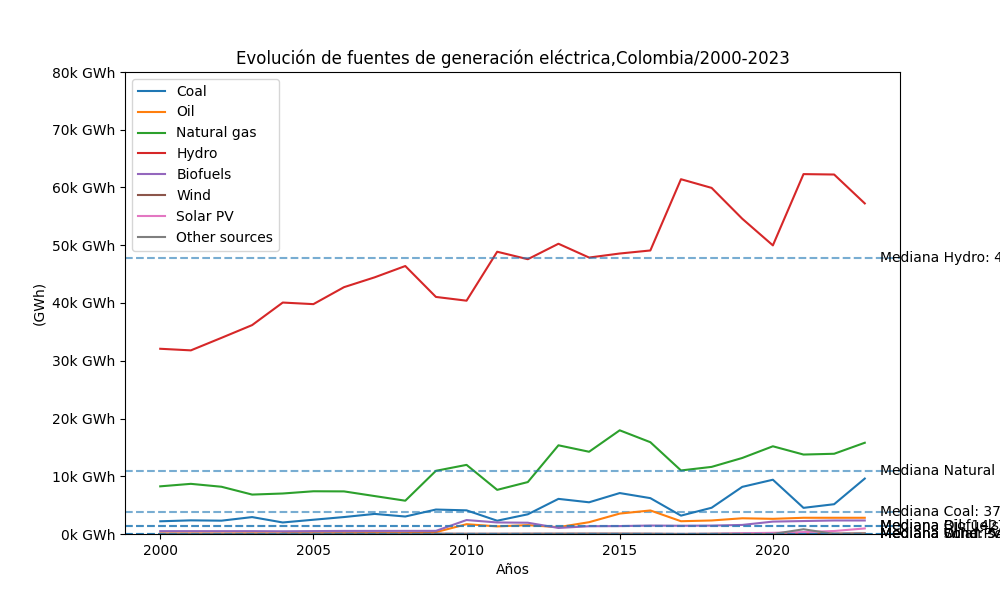 Evolución de fuentes de generación eléctrica,Colombia/2000-2023
80k GWh
70k GWh
60k GWh
50k GWh
40k GWh
30k GWh
20k GWh
10k GWh
0k GWh
(GWh)
Coal
Oil
Natural gas
Hydro
Biofuels
Wind
Solar PV
Other sources
Mediana Hydro: 4
Mediana Natural
Mediana Coal: 37
Mediana
Mediana
2000
2005
2010
2015
2020
Años